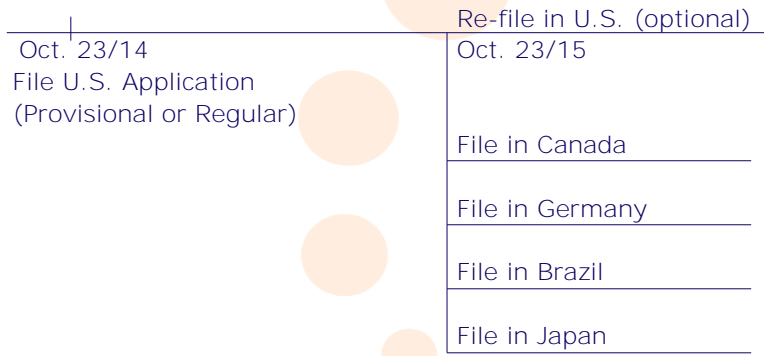 Re-file in U.S. (optional)
Oct. 23/14
Oct. 23/15
File U.S. Application
(Provisional or Regular)
File in Canada
File in Germany
File in Brazil
File in Japan